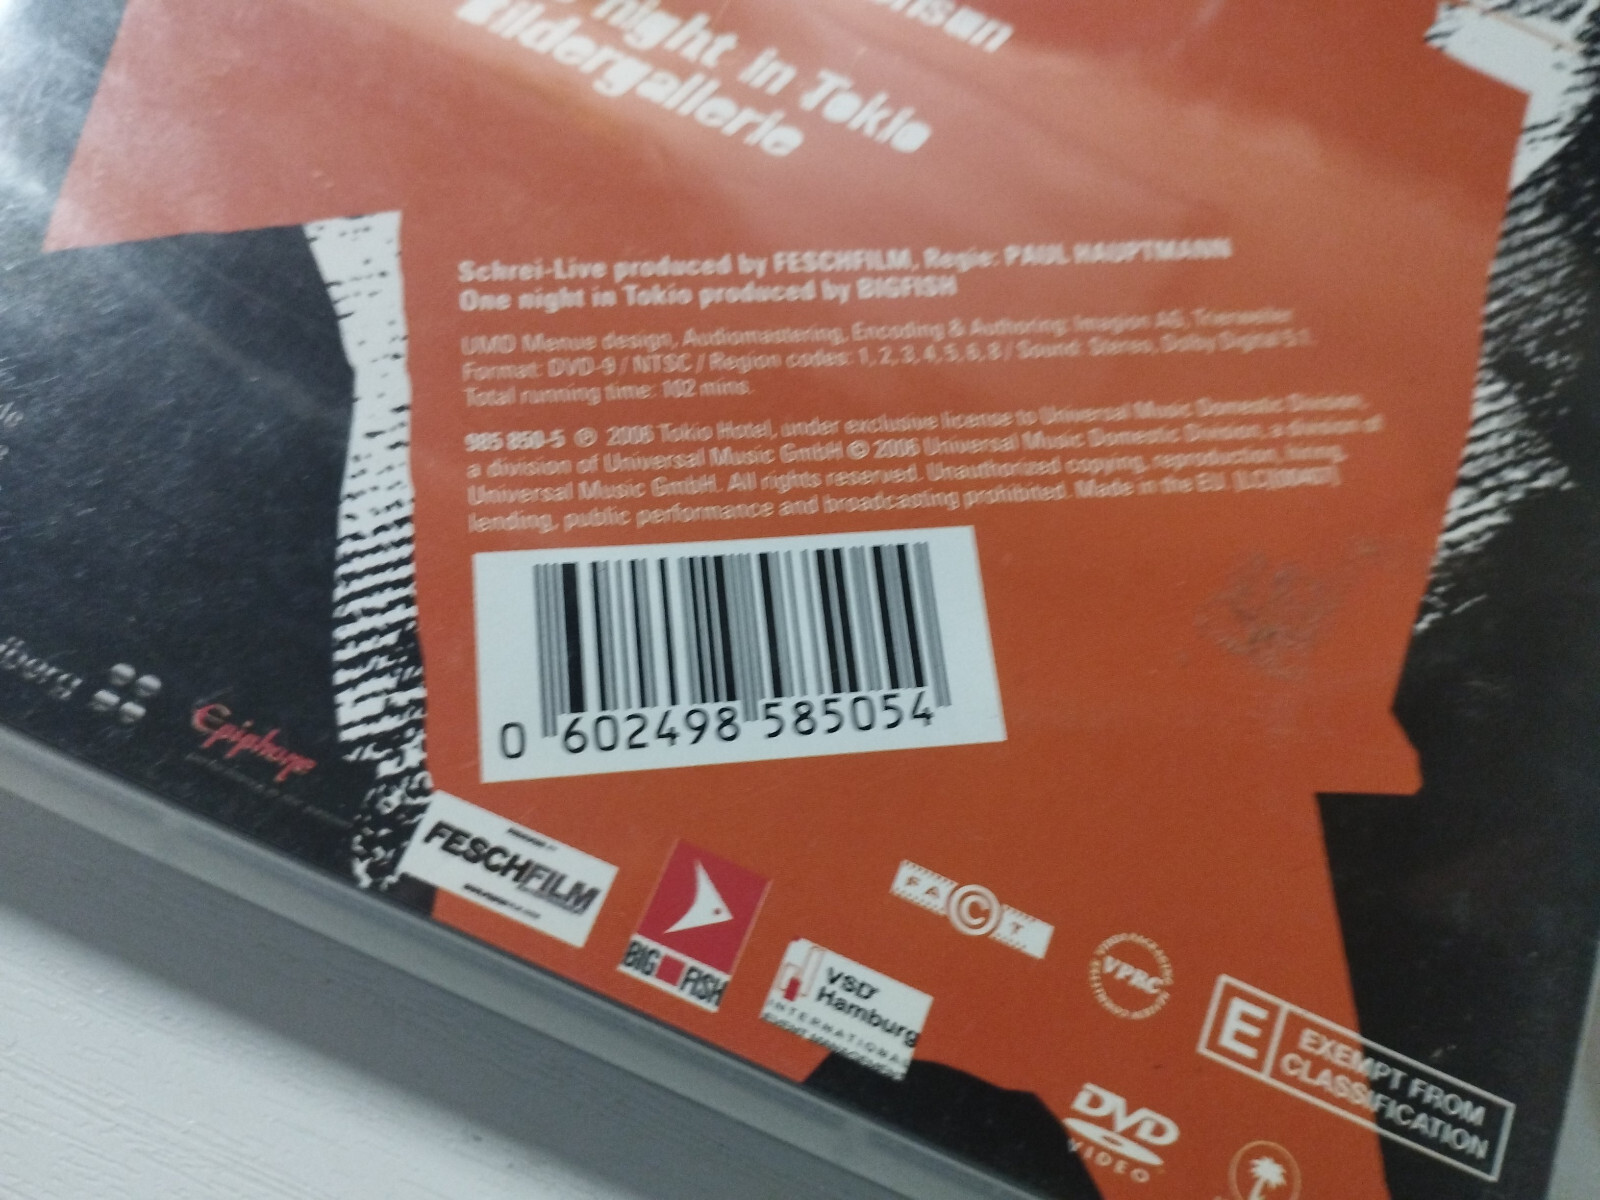 night in Tokio
Bildergallerie
Schrei-Live produced by FESCHFILM, Regie: PAUL HAUPTMANN
One night in Tokio produced by BIGFISH
UMD Menue design, Audiomastering, Encoding & Authoring: Imagion AG, Trierweiler
Format: DVD-9 / NTSC / Region codes: 1, 2, 3, 4, 5, 6, 8 / Sound: Stereo, Dolby Digital 5.1.
Total running time: 102 mins.
985 850-5 ℗ 2006 Tokio Hotel, under exclusive license to Universal Music Domestic Division,
a division of Universal Music GmbH © 2006 Universal Music Domestic Division, a division of
Universal Music GmbH. All rights reserved. Unauthorized copying, reproduction, hiring,
lending, public performance and broadcasting prohibited. Made in the EU.
0 602498 585054
Epiphone
FESCHFILM
BIG FISH
VSD
Hamburg
INTERNATIONAL
EVENT MANAGEMENT
FACT
VPRC
E EXEMPT FROM
CLASSIFICATION
DVD
VIDEO